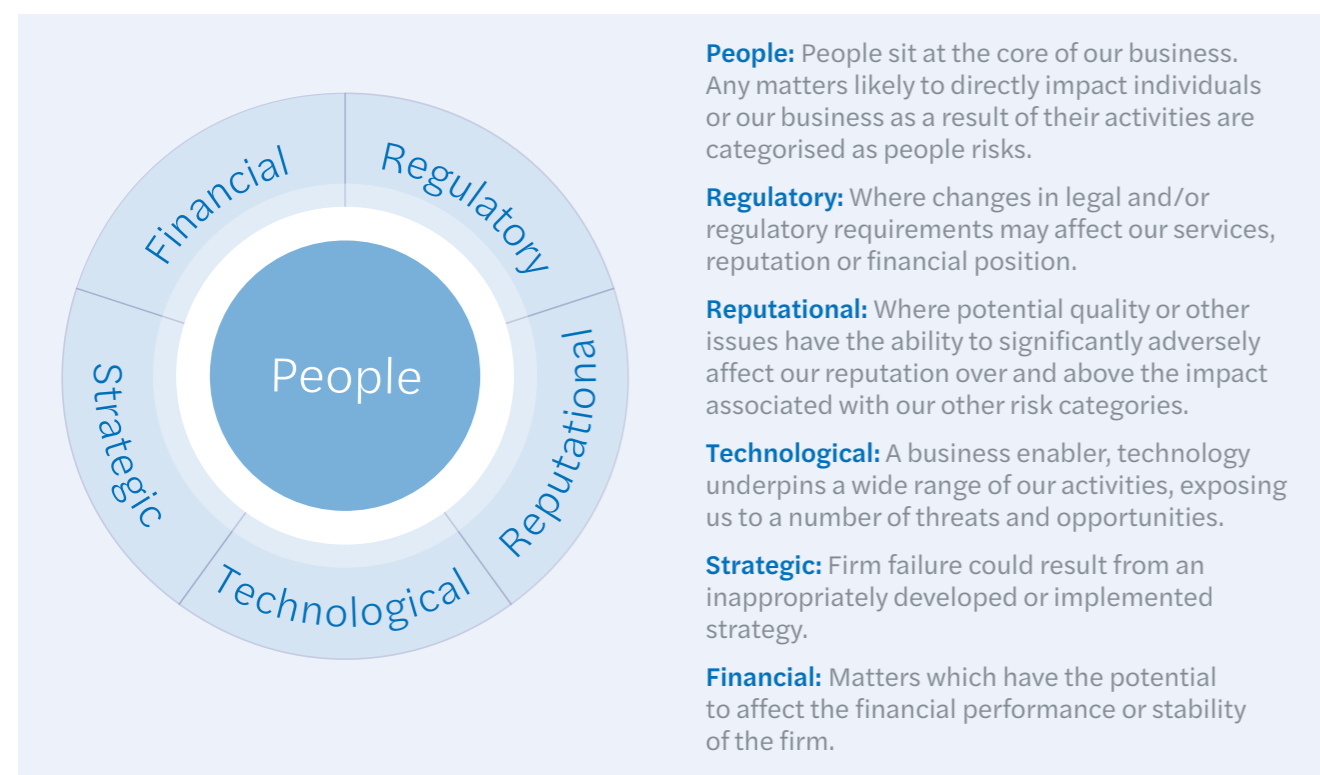 Financial
Regulatory
Strategic
People
Reputational
Technological
People: People sit at the core of our business.
Any matters likely to directly impact individuals
or our business as a result of their activities are
categorised as people risks.
Regulatory: Where changes in legal and/or
regulatory requirements may affect our services,
reputation or financial position.
Reputational: Where potential quality or other
issues have the ability to significantly adversely
affect our reputation over and above the impact
associated with our other risk categories.
Technological: A business enabler, technology
underpins a wide range of our activities, exposing
us to a number of threats and opportunities.
Strategic: Firm failure could result from an
inappropriately developed or implemented
strategy.
Financial: Matters which have the potential
to affect the financial performance or stability
of the firm.